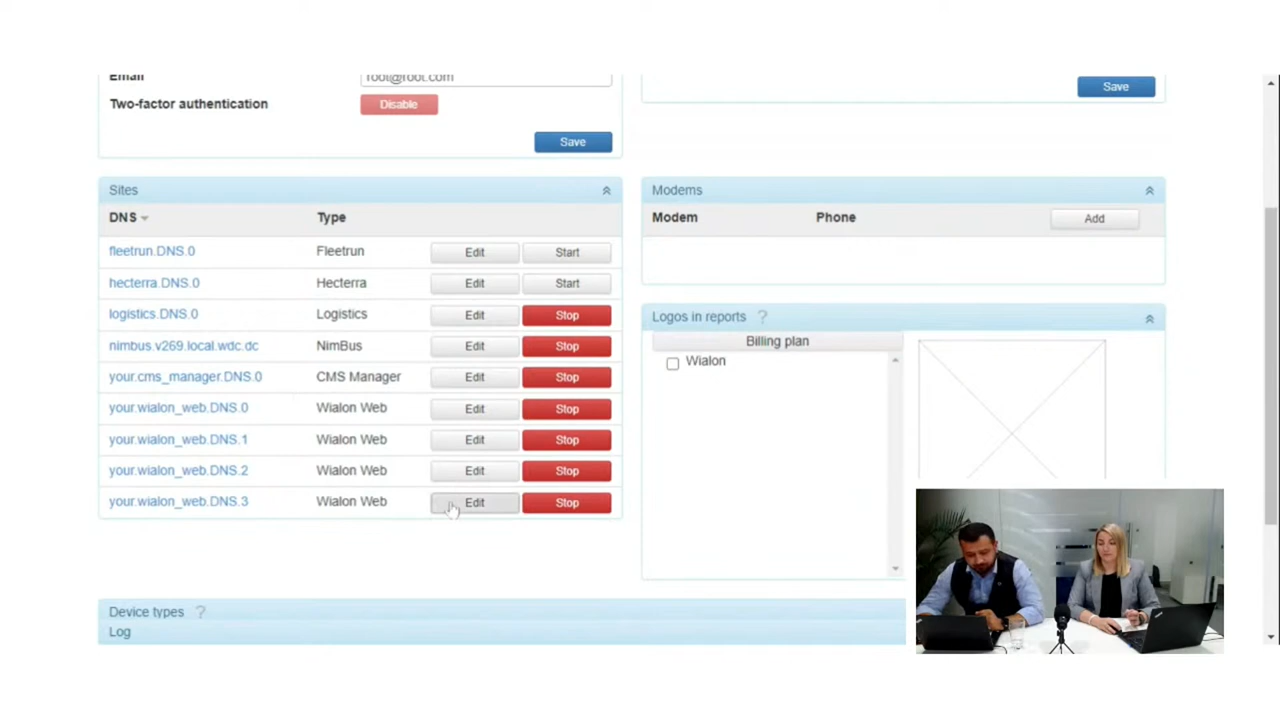 Email
root@root.com
Two-factor authentication
Disable
Save
Save
Sites
DNS
Type
fleetrun.DNS.0 Fleetrun Edit Start
hecterra.DNS.0 Hecterra Edit Start
logistics.DNS.0 Logistics Edit Stop
nimbus.v269.local.wdc.dc NimBus Edit Stop
your.cms_manager.DNS.0 CMS Manager Edit Stop
your.wialon_web.DNS.0 Wialon Web Edit Stop
your.wialon_web.DNS.1 Wialon Web Edit Stop
your.wialon_web.DNS.2 Wialon Web Edit Stop
your.wialon_web.DNS.3 Wialon Web Edit Stop
Modems
Modem Phone Add
Logos in reports ?
Billing plan
Wialon
Device types ?
Log